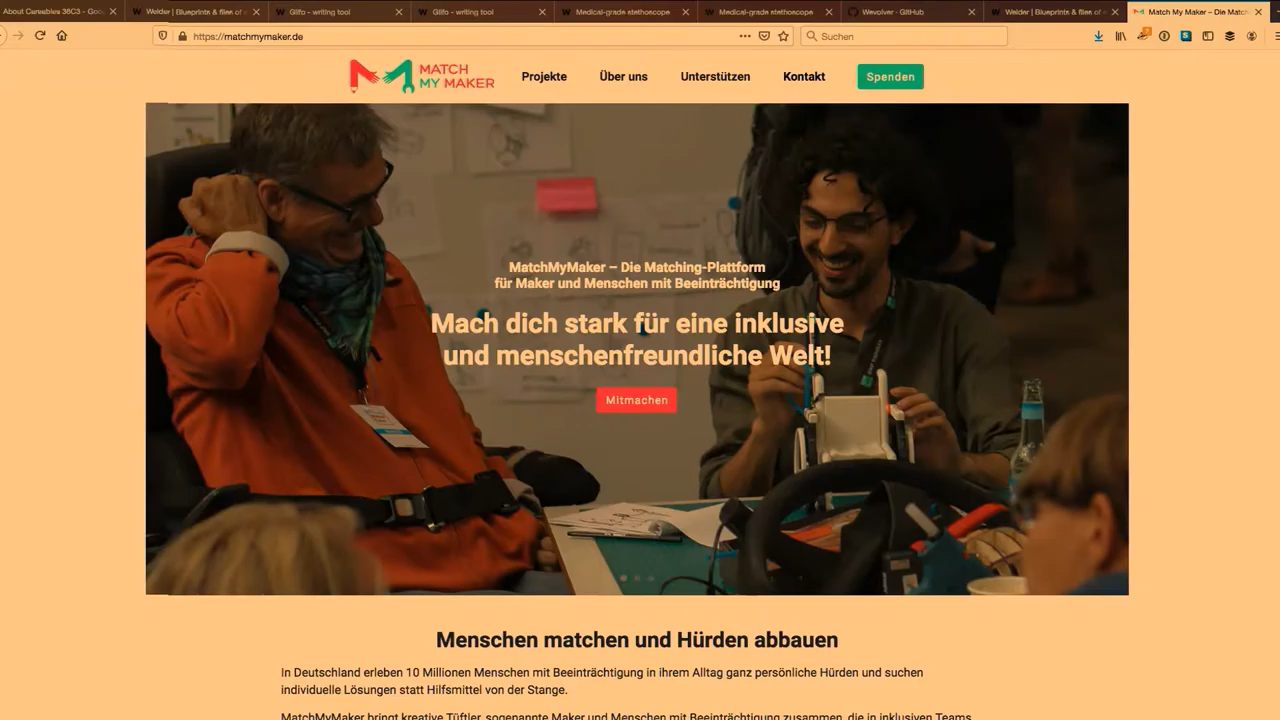 About Careables 36C3 - Goo
Welder | Blueprints & files of e
Glifo - writing tool
Glifo - writing tool
Medical-grade stethoscope
Medical-grade stethoscope
Wevolver · GitHub
Welder | Blueprints & files of e
Match My Maker – Die Match
https://matchmymaker.de
Suchen
MATCH
MY MAKER
Projekte
Über uns
Unterstützen
Kontakt
Spenden
MatchMyMaker – Die Matching-Plattform
für Maker und Menschen mit Beeinträchtigung
Mach dich stark für eine inklusive
und menschenfreundliche Welt!
Mitmachen
Menschen matchen und Hürden abbauen
In Deutschland erleben 10 Millionen Menschen mit Beeinträchtigung in ihrem Alltag ganz persönliche Hürden und suchen
individuelle Lösungen statt Hilfsmittel von der Stange.
MatchMyMaker bringt kreative Tüftler, sogenannte Maker und Menschen mit Beeinträchtigung zusammen, die in inklusiven Teams